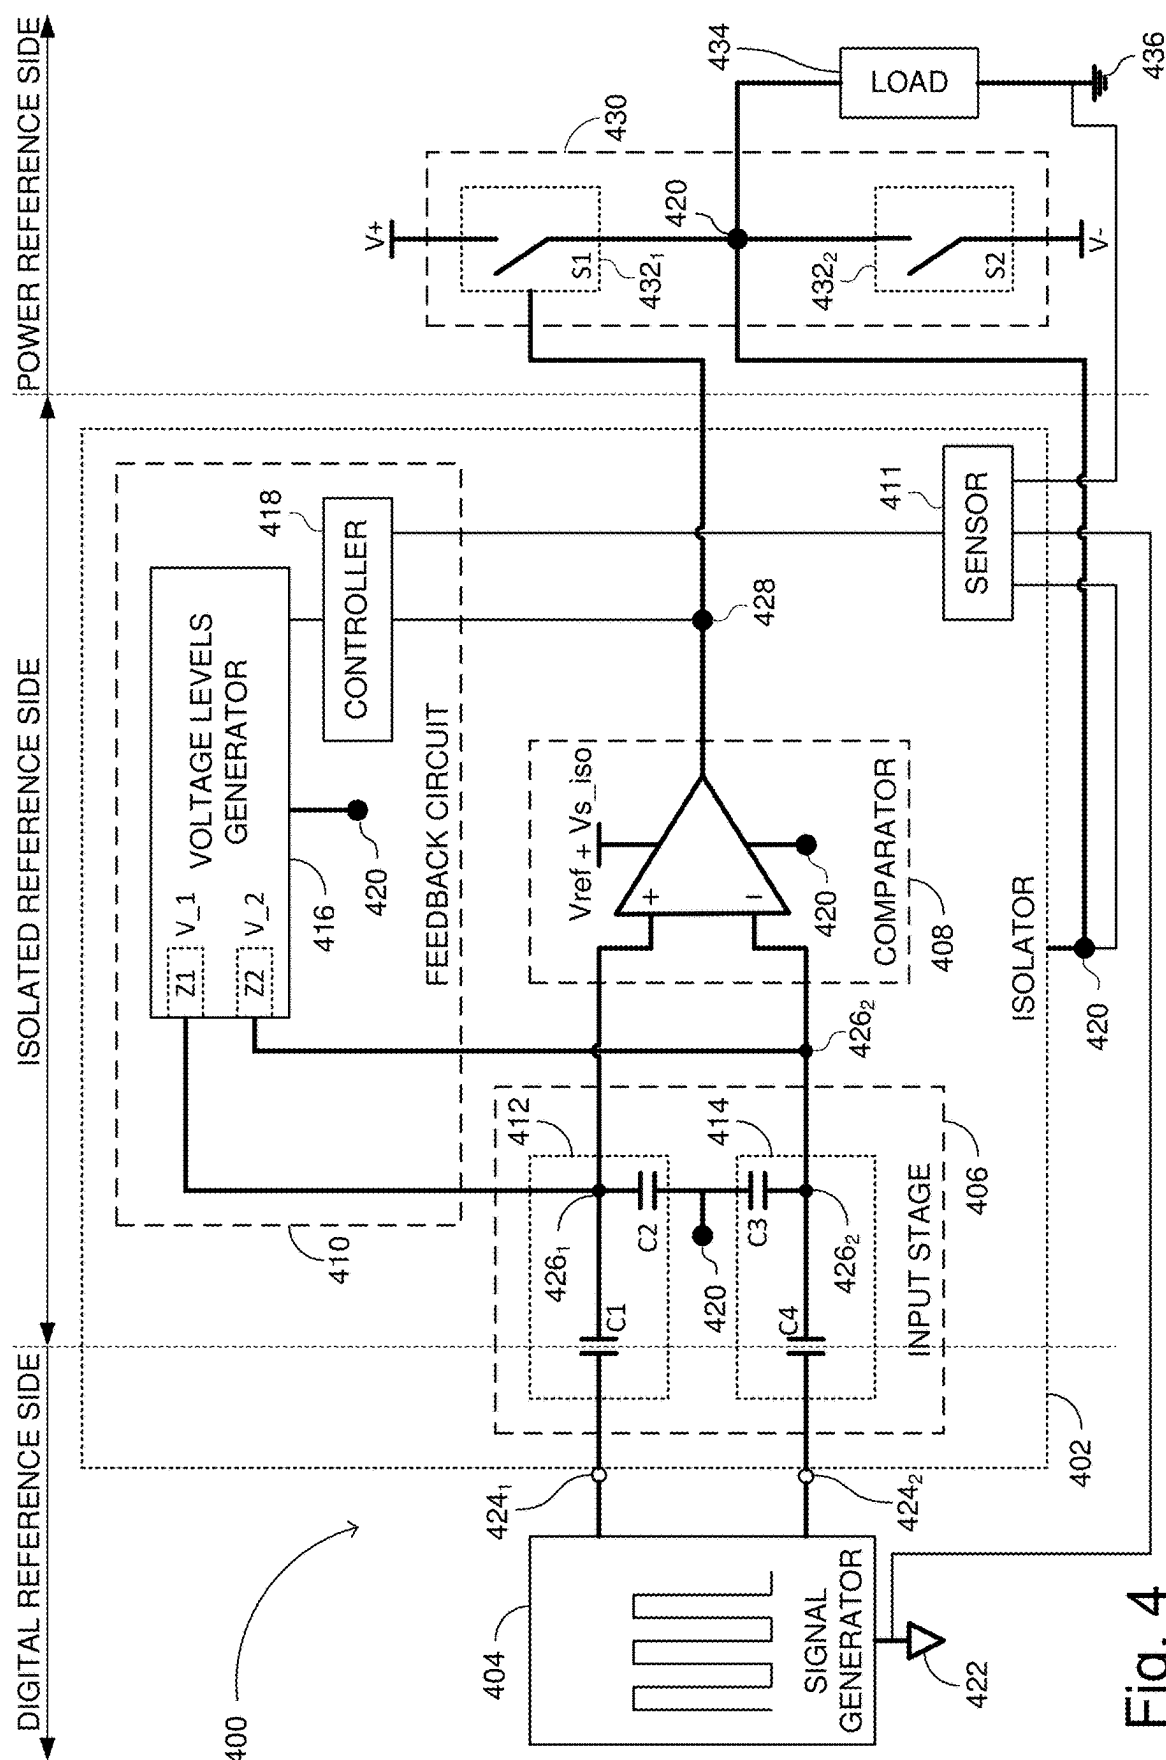 DIGITAL REFERENCE SIDE
ISOLATED REFERENCE SIDE
POWER REFERENCE SIDE
400
404
SIGNAL
GENERATOR
422
424₁
424₂
402
ISOLATOR
410
FEEDBACK CIRCUIT
Z1
V_1
Z2
V_2
VOLTAGE LEVELS
GENERATOR
416
420
CONTROLLER
418
412
426₁
C1
C2
420
414
C3
C4
426₂
INPUT STAGE
406
426₂
Vref + Vs_iso
+
−
420
COMPARATOR
408
428
SENSOR
411
420
V+
S1
432₁
430
420
432₂
S2
V-
434
LOAD
436
Fig. 4